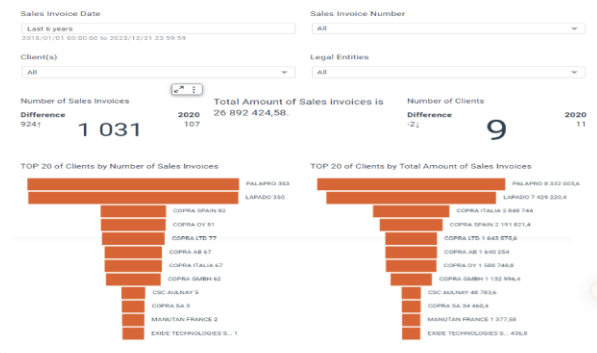 Sales Invoice Date
Sales Invoice Number
Last 6 years
All
2018/01/01 00:00:00 to 2023/12/31 23:59:59
Client(s)
Legal Entities
All
All
Number of Sales Invoices
Total Amount of Sales invoices is
26 892 424,58.
Number of Clients
Difference
924↑
1 031
2020
107
Difference
-2↓
9
2020
11
TOP 20 of Clients by Number of Sales Invoices
PALAPRO 353
LAPADO 350
COPRA SPAIN 82
COPRA OY 81
COPRA LTD 77
COPRA AB 67
COPRA ITALIA 67
COPRA GMBH 62
CSC AULNAY 5
COPRA SA 3
MANUTAN FRANCE 2
EXIDE TECHNOLOGIES S... 1
TOP 20 of Clients by Total Amount of Sales Invoices
PALAPRO 8 332 005,6
LAPADO 7 429 220,4
COPRA ITALIA 2 848 744
COPRA SPAIN 2 191 821,4
COPRA LTD 1 643 575,6
COPRA AB 1 640 254
COPRA OY 1 588 748,8
COPRA GMBH 1 132 996,4
CSC AULNAY 48 783,6
COPRA SA 34 460,4
MANUTAN FRANCE 1 377,58
EXIDE TECHNOLOGIES S... 436,8